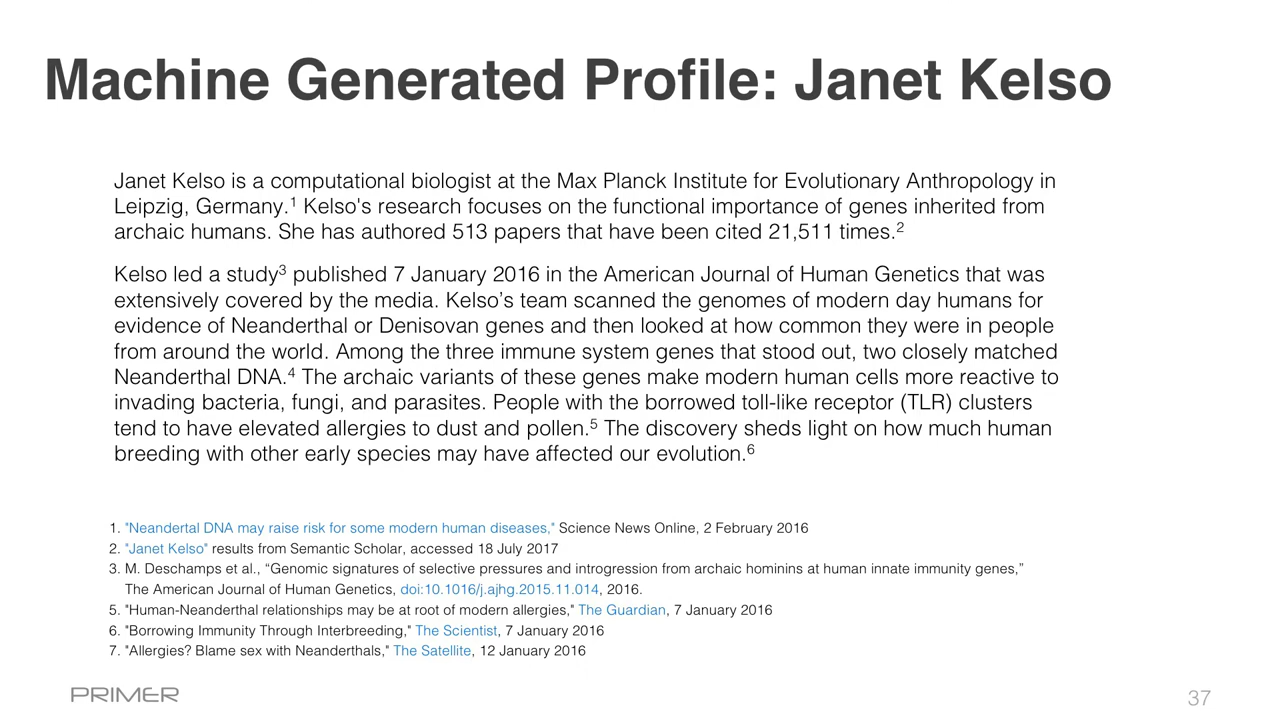 Machine Generated Profile: Janet Kelso
Janet Kelso is a computational biologist at the Max Planck Institute for Evolutionary Anthropology in
Leipzig, Germany.¹ Kelso's research focuses on the functional importance of genes inherited from
archaic humans. She has authored 513 papers that have been cited 21,511 times.²
Kelso led a study³ published 7 January 2016 in the American Journal of Human Genetics that was
extensively covered by the media. Kelso’s team scanned the genomes of modern day humans for
evidence of Neanderthal or Denisovan genes and then looked at how common they were in people
from around the world. Among the three immune system genes that stood out, two closely matched
Neanderthal DNA.⁴ The archaic variants of these genes make modern human cells more reactive to
invading bacteria, fungi, and parasites. People with the borrowed toll-like receptor (TLR) clusters
tend to have elevated allergies to dust and pollen.⁵ The discovery sheds light on how much human
breeding with other early species may have affected our evolution.⁶
1. "Neandertal DNA may raise risk for some modern human diseases," Science News Online, 2 February 2016
2. "Janet Kelso" results from Semantic Scholar, accessed 18 July 2017
3. M. Deschamps et al., “Genomic signatures of selective pressures and introgression from archaic hominins at human innate immunity genes,”
The American Journal of Human Genetics, doi:10.1016/j.ajhg.2015.11.014, 2016.
5. "Human-Neanderthal relationships may be at root of modern allergies," The Guardian, 7 January 2016
6. "Borrowing Immunity Through Interbreeding," The Scientist, 7 January 2016
7. "Allergies? Blame sex with Neanderthals," The Satellite, 12 January 2016
PRIMER
37